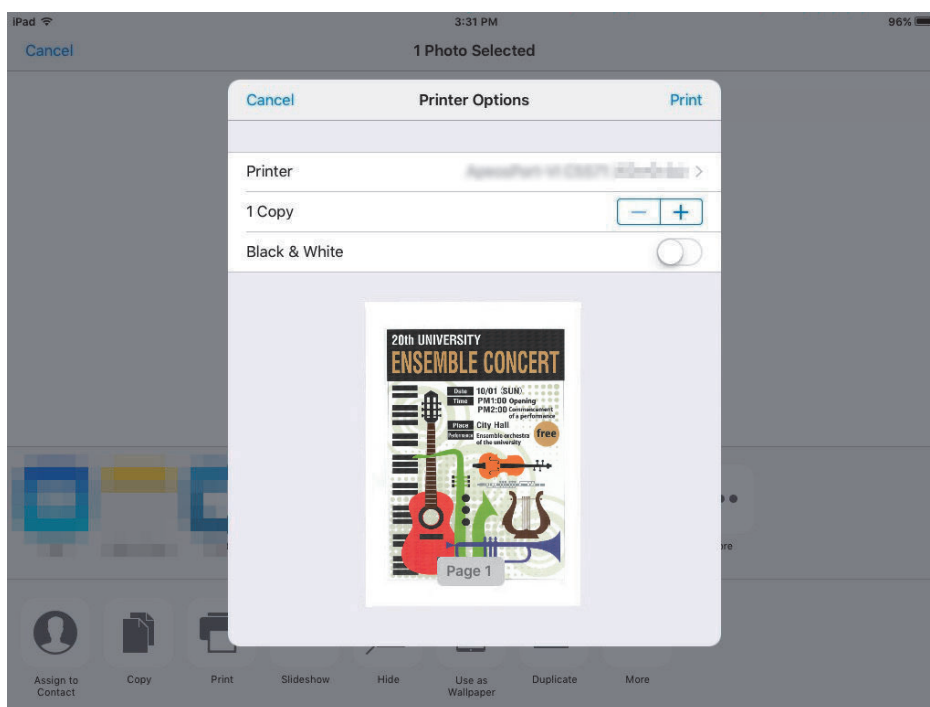 iPad 3:31 PM 96%
Cancel 1 Photo Selected
Cancel Printer Options Print
Printer
1 Copy − +
Black & White
20th UNIVERSITY
ENSEMBLE CONCERT
Date 10/01 (SUN)
Time PM1:00 Opening
PM2:00 Commencement
of a performance
Place City Hall
Performance Ensemble orchestra
of the university
free
Page 1
ore
Assign to
Contact
Copy
Print
Slideshow
Hide
Use as
Wallpaper
Duplicate
More